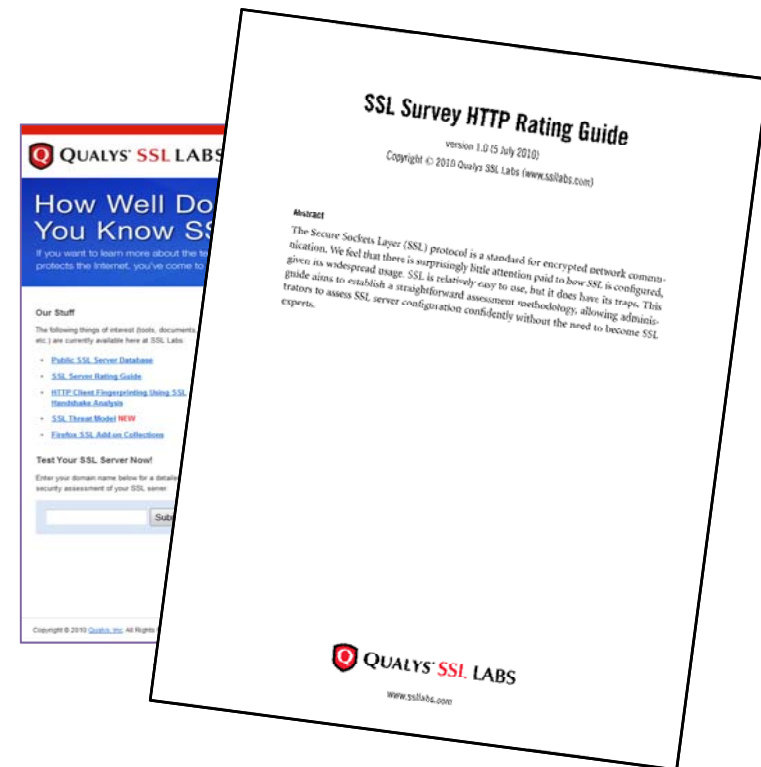 QUALYS® SSL LABS
How Well Do
You Know SS
If you want to learn more about the te
protects the Internet, you've come to
Our Stuff
The following things of interest (tools, documents,
etc.) are currently available here at SSL Labs:
Public SSL Server Database
SSL Server Rating Guide
HTTP Client Fingerprinting Using SSL
Handshake Analysis
SSL Threat Model NEW
Firefox SSL Add-on Collections
Test Your SSL Server Now!
Enter your domain name below for a detaile
security assessment of your SSL server
Sub
Copyright © 2010 Qualys, Inc. All Rights
SSL Survey HTTP Rating Guide
version 1.0 (5 July 2010)
Copyright © 2010 Qualys SSL Labs (www.ssllabs.com)
Abstract
The Secure Sockets Layer (SSL) protocol is a standard for encrypted network commu-
nication. We feel that there is surprisingly little attention paid to how SSL is configured,
given its widespread usage. SSL is relatively easy to use, but it does have its traps. This
guide aims to establish a straightforward assessment methodology, allowing adminis-
trators to assess SSL server configuration confidently without the need to become SSL
experts.
QUALYS® SSL LABS
www.ssllabs.com